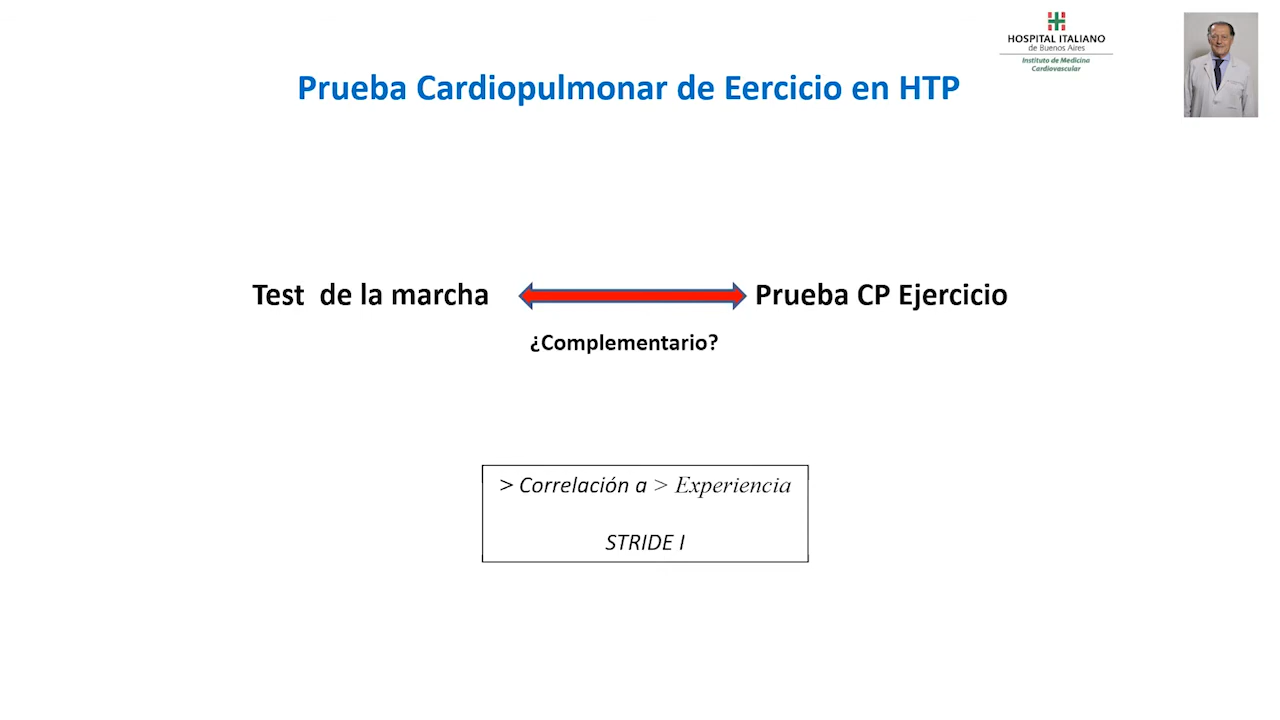 HOSPITAL ITALIANO
de Buenos Aires
Instituto de Medicina
Cardiovascular
Prueba Cardiopulmonar de Eercicio en HTP
Test de la marcha
Prueba CP Ejercicio
¿Complementario?
> Correlación a > Experiencia
STRIDE I